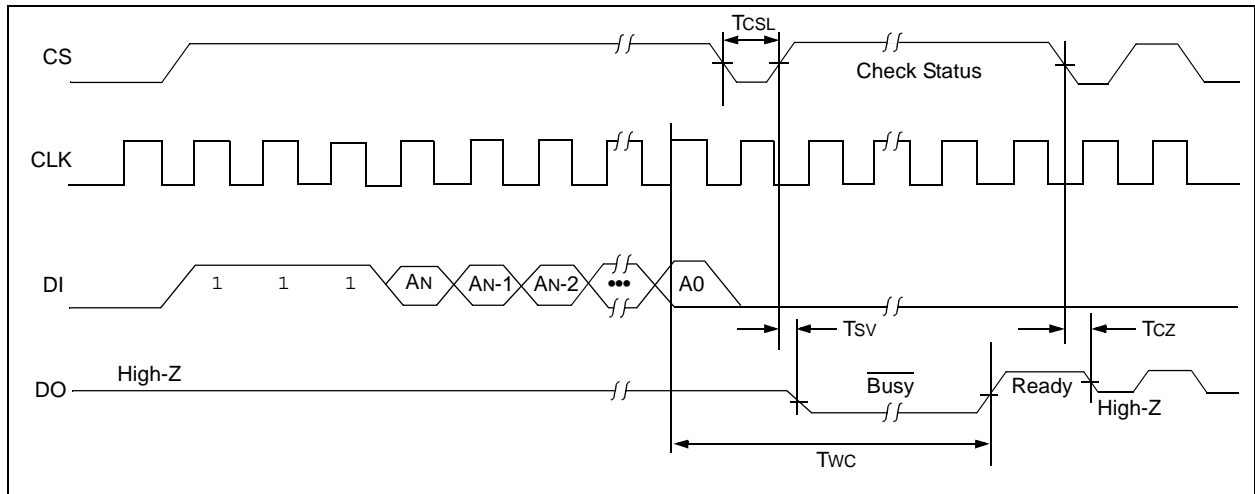 TCSL
CS
Check Status
CLK
DI
1 1 1 AN AN-1 AN-2 ••• A0
TSV
TCZ
High-Z
DO
Busy
Ready
High-Z
TWC